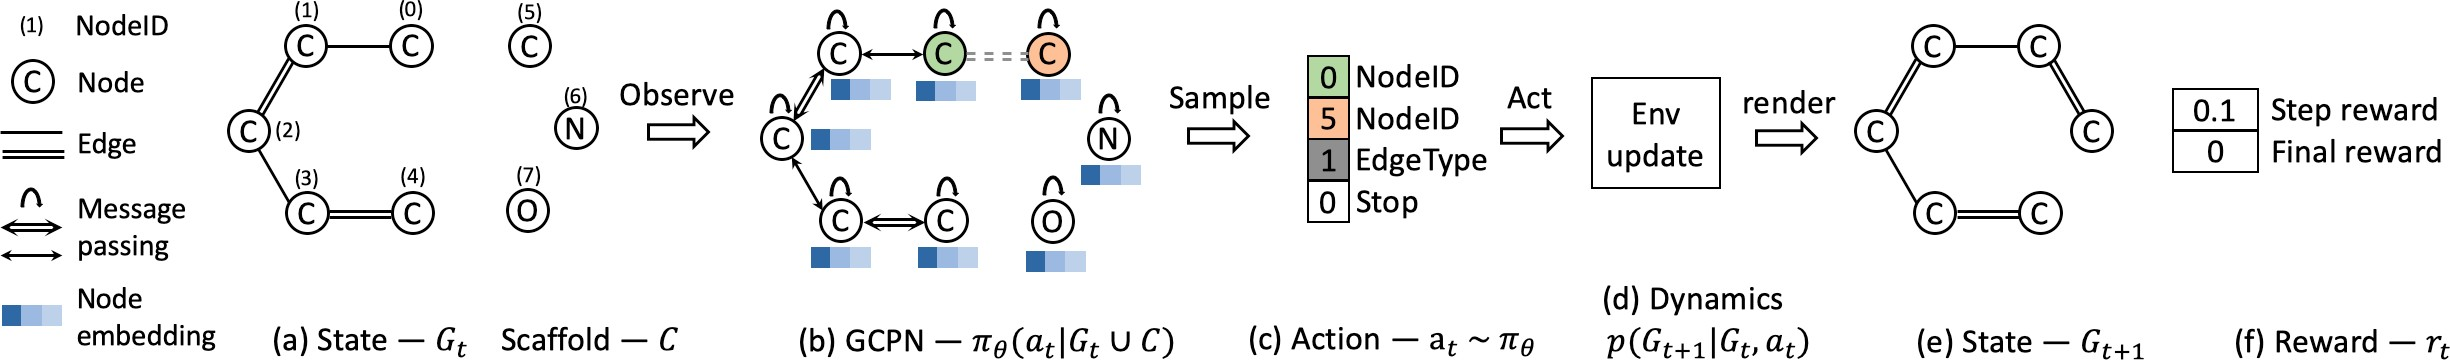 (1) NodeID
C Node
Edge
Message
passing
Node
embedding
(1) (0) (5)
C C C
(6)
C (2) N
(3) (4) (7)
C C O
(a) State — G_t Scaffold — C
Observe
C C C
C N
C C O
(b) GCPN — π_θ(a_t|G_t ∪ C)
Sample
0 NodeID
5 NodeID
1 EdgeType
0 Stop
(c) Action — a_t ~ π_θ
Act
Env
update
(d) Dynamics
p(G_{t+1}|G_t, a_t)
render
C C
C C
C C
(e) State — G_{t+1}
0.1 Step reward
0 Final reward
(f) Reward — r_t